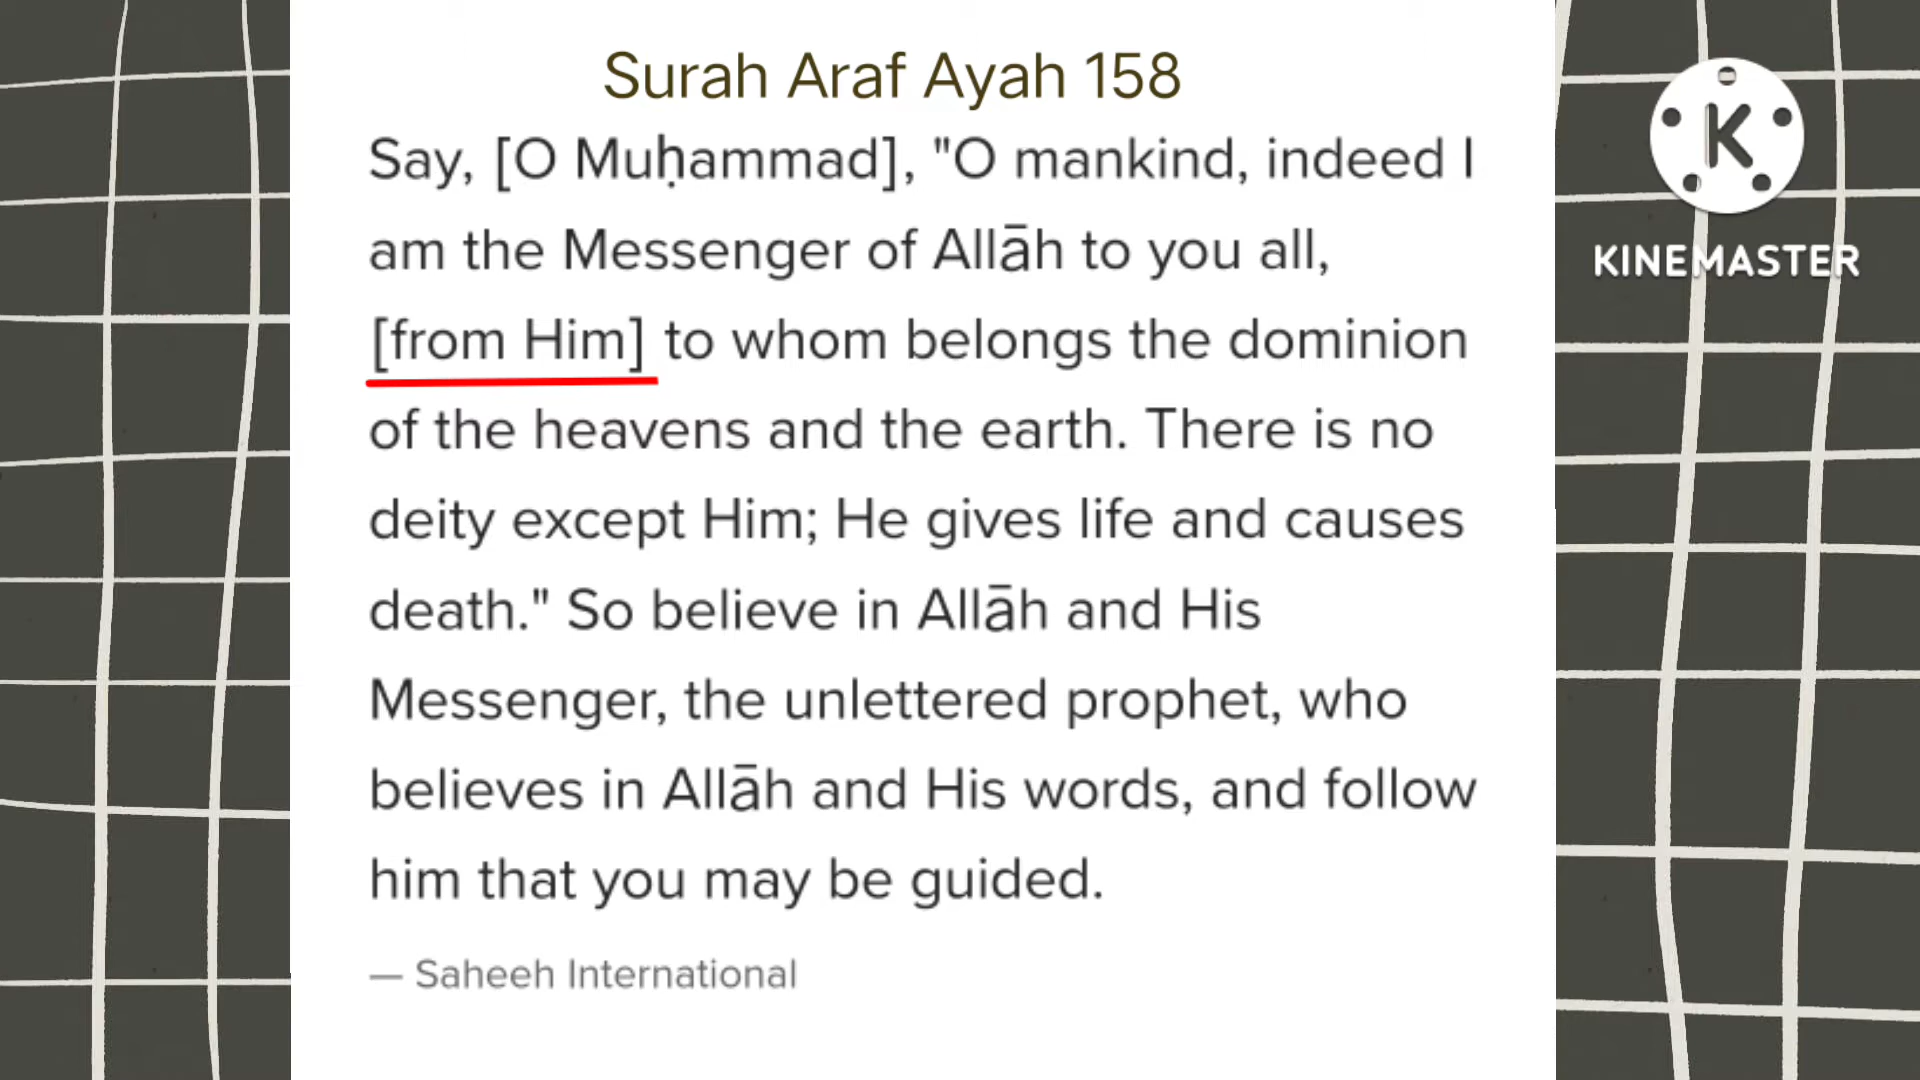 Surah Araf Ayah 158
Say, [O Muḥammad], "O mankind, indeed I
am the Messenger of Allāh to you all,
[from Him] to whom belongs the dominion
of the heavens and the earth. There is no
deity except Him; He gives life and causes
death." So believe in Allāh and His
Messenger, the unlettered prophet, who
believes in Allāh and His words, and follow
him that you may be guided.
— Saheeh International
K
KINEMASTER